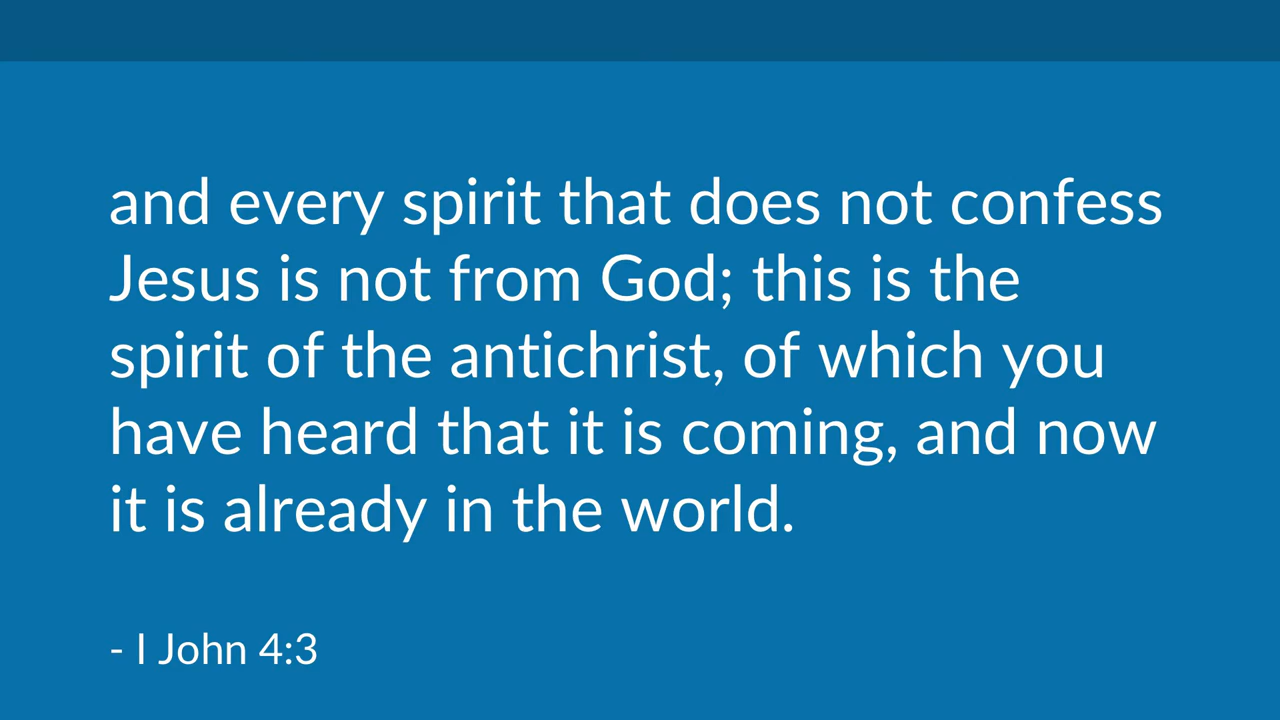 and every spirit that does not confess
Jesus is not from God; this is the
spirit of the antichrist, of which you
have heard that it is coming, and now
it is already in the world.
- I John 4:3